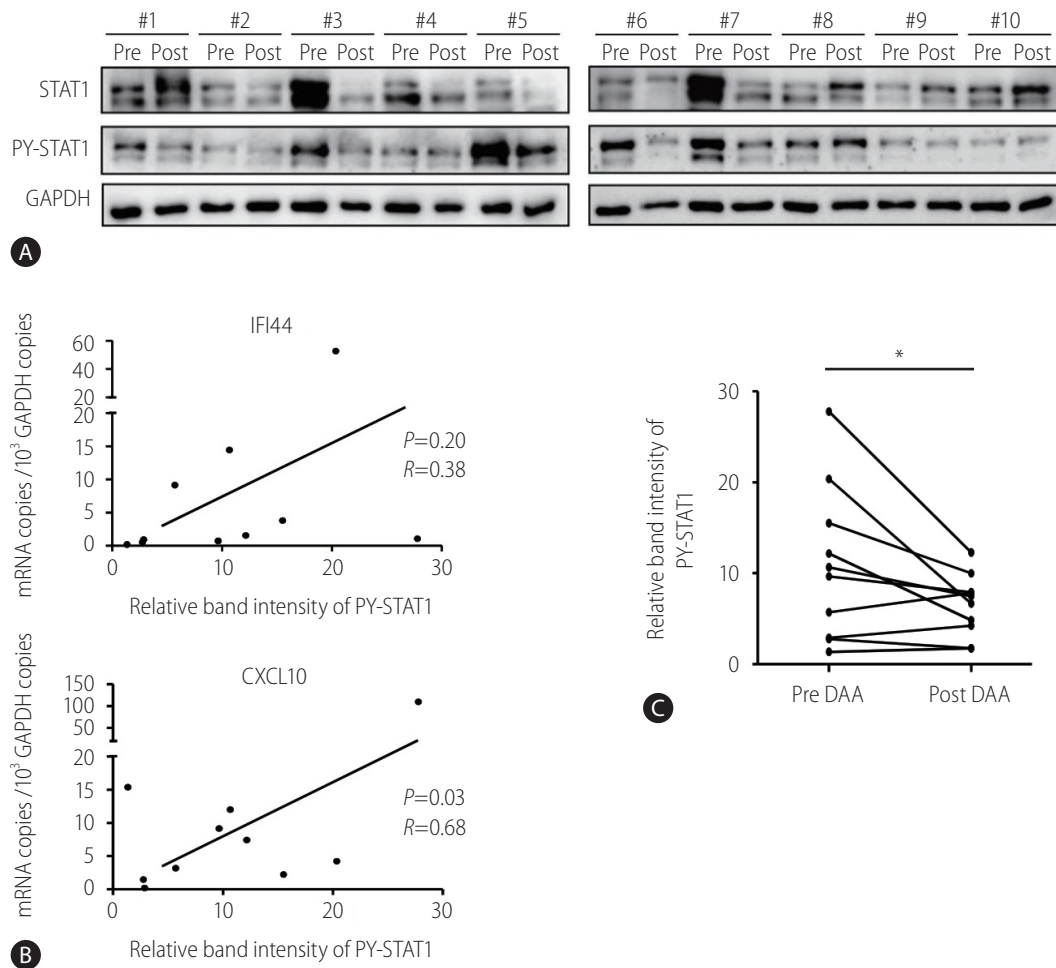 #1 #2 #3 #4 #5 #6 #7 #8 #9 #10
Pre Post Pre Post Pre Post Pre Post Pre Post Pre Post Pre Post Pre Post Pre Post Pre Post
STAT1
PY-STAT1
GAPDH
A
IFI44
mRNA copies /10³ GAPDH copies
60
40
20
20
15
10
5
0
P=0.20
R=0.38
0 10 20 30
Relative band intensity of PY-STAT1
CXCL10
mRNA copies /10³ GAPDH copies
150
100
50
20
15
10
5
0
P=0.03
R=0.68
0 10 20 30
Relative band intensity of PY-STAT1
B
*
Relative band intensity of
PY-STAT1
30
20
10
0
Pre DAA Post DAA
C